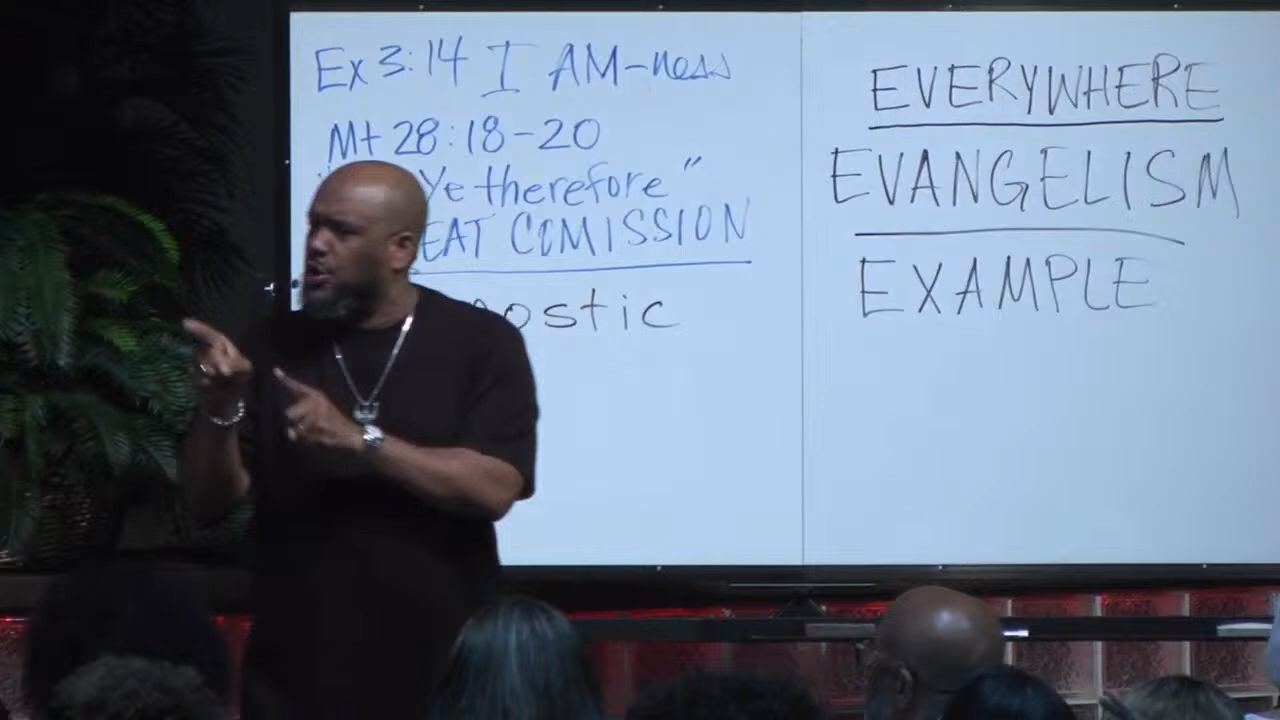 Ex 3:14 I AM-ness
Mt 28:18-20
Ye therefore"
EAT COMISSION
ostic
EVERYWHERE
EVANGELISM
EXAMPLE